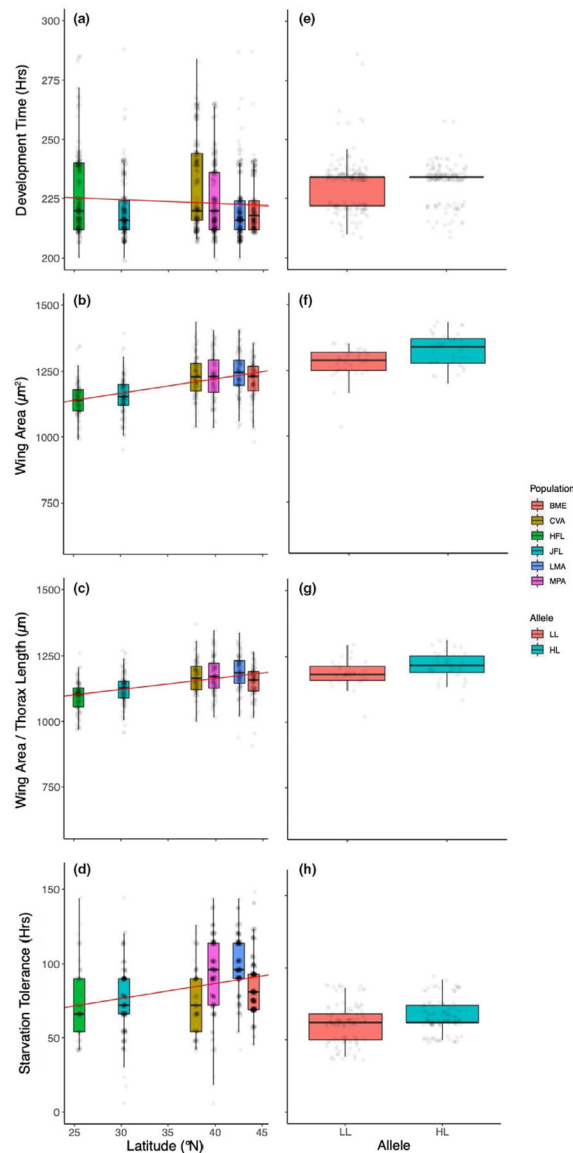 (a)
(e)
Development Time (Hrs)
300
275
250
225
200
(b)
(f)
Wing Area (μm²)
1500
1250
1000
750
(c)
(g)
Wing Area / Thorax Length (μm)
1500
1250
1000
750
(d)
(h)
Starvation Tolerance (Hrs)
150
100
50
0
25 30 35 40 45
Latitude (°N)
LL HL
Allele
Population
BME
CVA
HFL
JFL
LMA
MPA
Allele
LL
HL